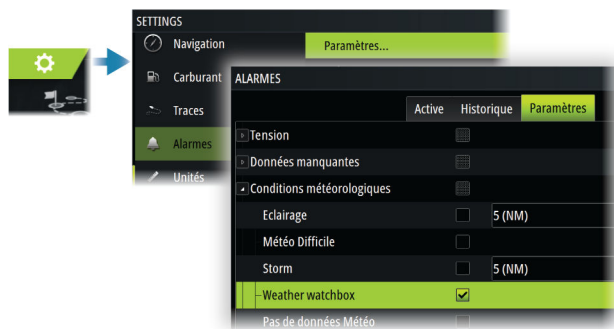 SETTINGS
Navigation
Paramètres...
Carburant
Traces
Alarmes
Unités
ALARMES
Active Historique Paramètres
Tension
Données manquantes
Conditions météorologiques
Eclairage 5 (NM)
Météo Difficile
Storm 5 (NM)
Weather watchbox
Pas de données Météo